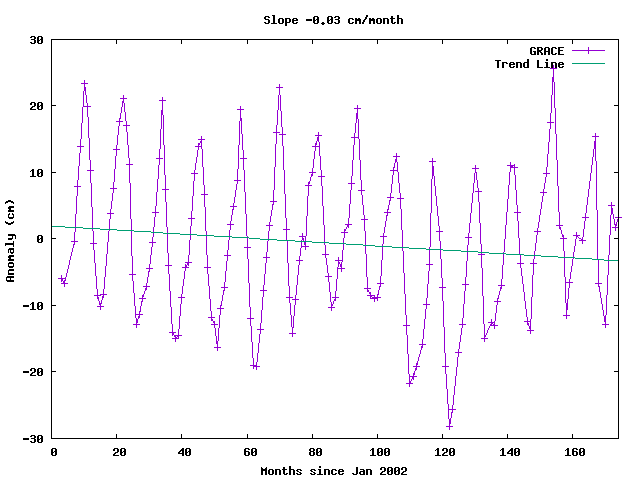 Slope -0.03 cm/month
GRACE
Trend Line
30
20
10
0
-10
-20
-30
Anomaly (cm)
0 20 40 60 80 100 120 140 160
Months since Jan 2002